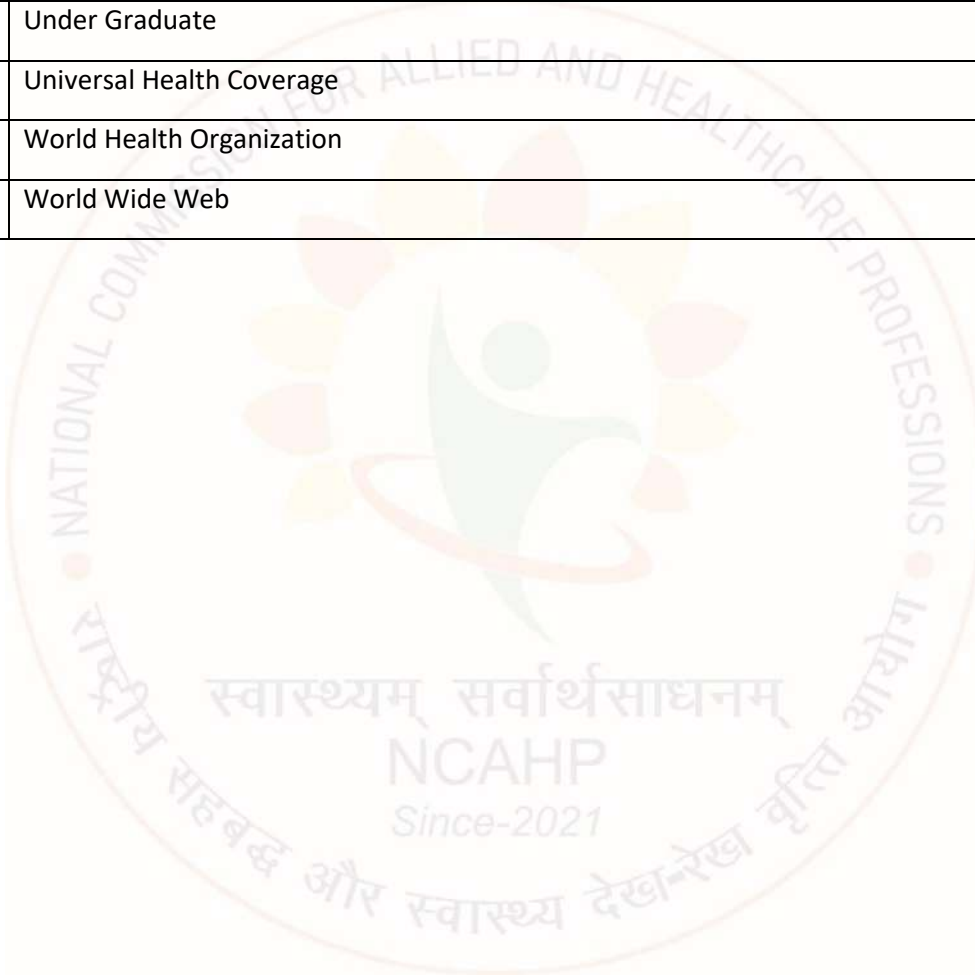 Under Graduate
Universal Health Coverage
World Health Organization
World Wide Web
NATIONAL COMMISSION FOR ALLIED AND HEALTHCARE PROFESSIONS
स्वास्थ्यम् सर्वार्थसाधनम्
NCAHP
Since-2021
राष्ट्रीय सहबद्ध और स्वास्थ्य देख-रेख वृत्ति आयोग